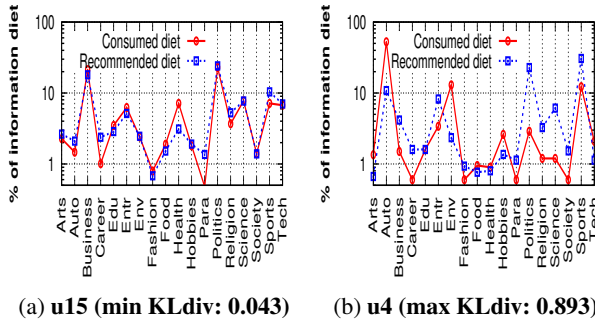 % of information diet
100
10
1
Consumed diet
Recommended diet
Arts
Auto
Business
Career
Edu
Entr
Env
Fashion
Food
Health
Hobbies
Para
Politics
Religion
Science
Society
Sports
Tech
(a) u15 (min KLdiv: 0.043)
% of information diet
100
10
1
Consumed diet
Recommended diet
Arts
Auto
Business
Career
Edu
Entr
Env
Fashion
Food
Health
Hobbies
Para
Politics
Religion
Science
Society
Sports
Tech
(b) u4 (max KLdiv: 0.893)